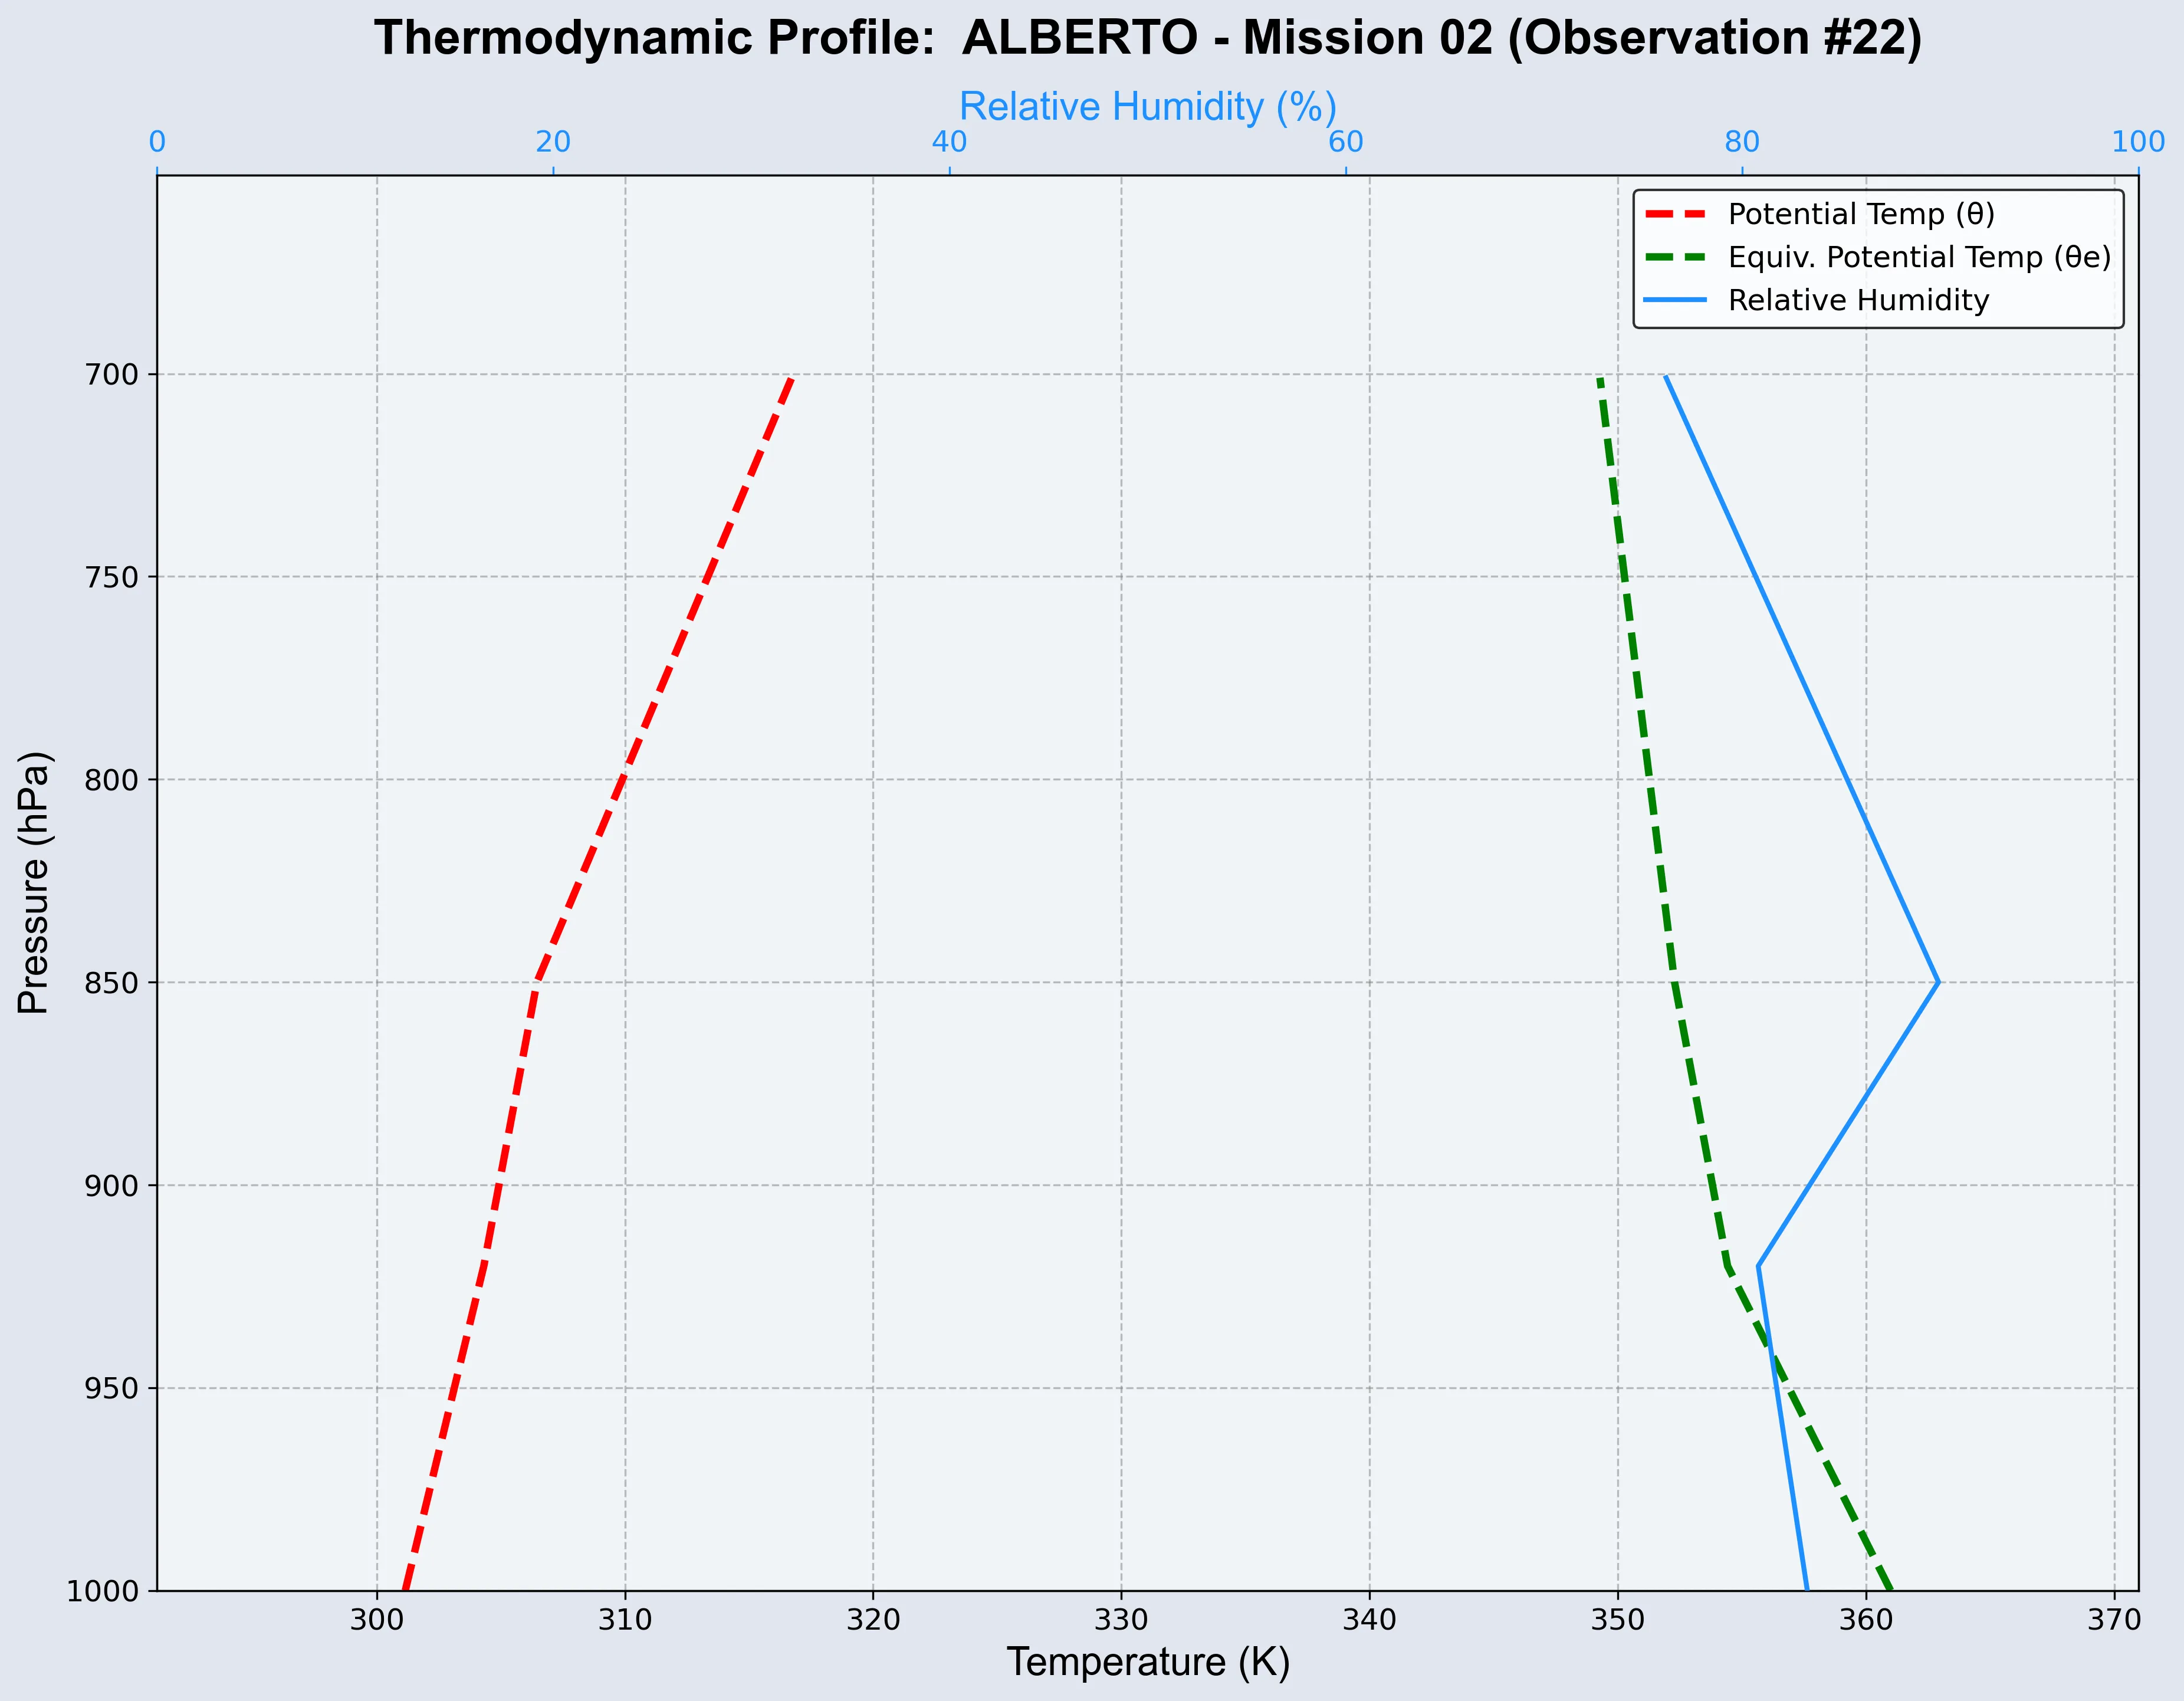 Thermodynamic Profile:  ALBERTO - Mission 02 (Observation #22)
Relative Humidity (%)
0 20 40 60 80 100
Potential Temp (θ)
Equiv. Potential Temp (θe)
Relative Humidity
700
750
800
850
900
950
1000
Pressure (hPa)
300 310 320 330 340 350 360 370
Temperature (K)